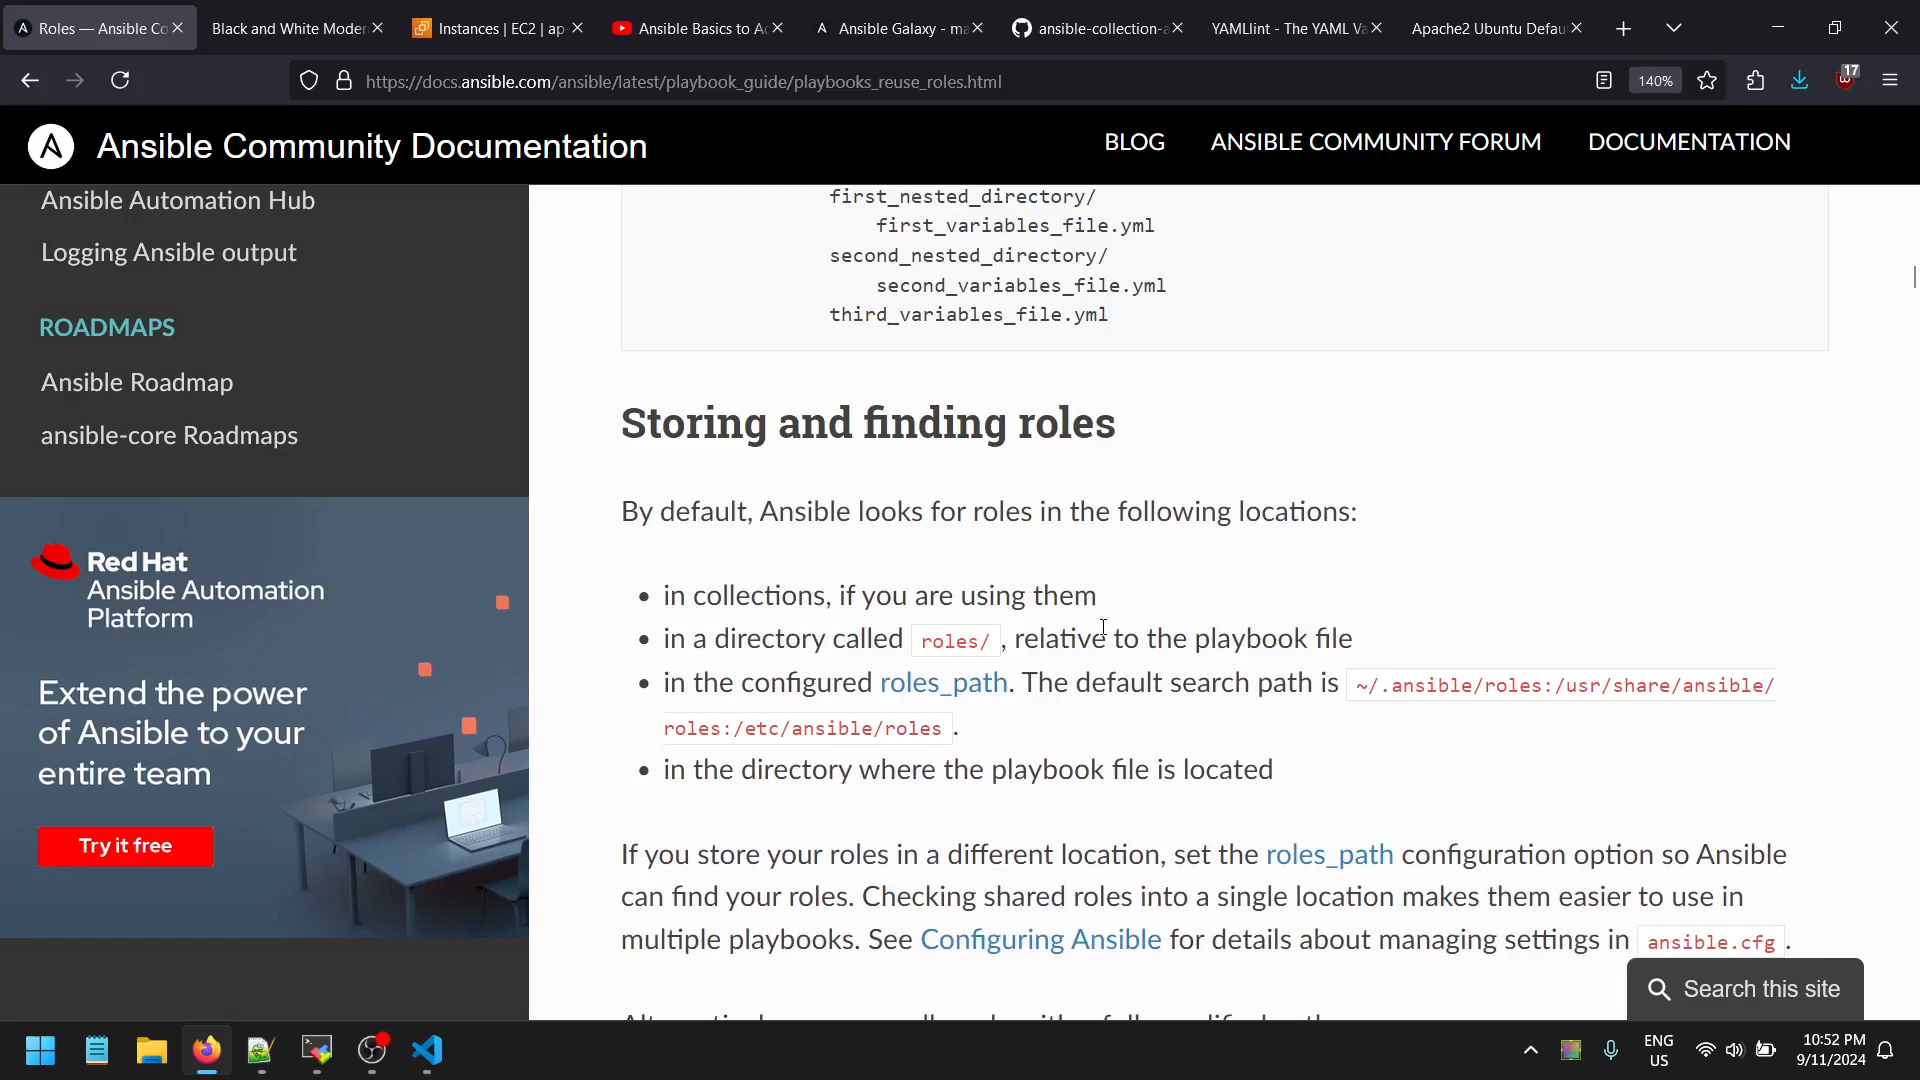 Roles — Ansible Co
Black and White Moder
Instances | EC2 | ap-
Ansible Basics to A
Ansible Galaxy - ma
ansible-collection-
YAMLlint - The YAML Va
Apache2 Ubuntu Defau
https://docs.ansible.com/ansible/latest/playbook_guide/playbooks_reuse_roles.html
140%
17
Ansible Community Documentation
BLOG
ANSIBLE COMMUNITY FORUM
DOCUMENTATION
Ansible Automation Hub
Logging Ansible output
ROADMAPS
Ansible Roadmap
ansible-core Roadmaps
Red Hat
Ansible Automation
Platform
Extend the power
of Ansible to your
entire team
Try it free
first_nested_directory/
first_variables_file.yml
second_nested_directory/
second_variables_file.yml
third_variables_file.yml
Storing and finding roles
By default, Ansible looks for roles in the following locations:
• in collections, if you are using them
• in a directory called roles/ , relative to the playbook file
• in the configured roles_path. The default search path is ~/.ansible/roles:/usr/share/ansible/
roles:/etc/ansible/roles .
• in the directory where the playbook file is located
If you store your roles in a different location, set the roles_path configuration option so Ansible
can find your roles. Checking shared roles into a single location makes them easier to use in
multiple playbooks. See Configuring Ansible for details about managing settings in ansible.cfg .
Search this site
ENG
US
10:52 PM
9/11/2024